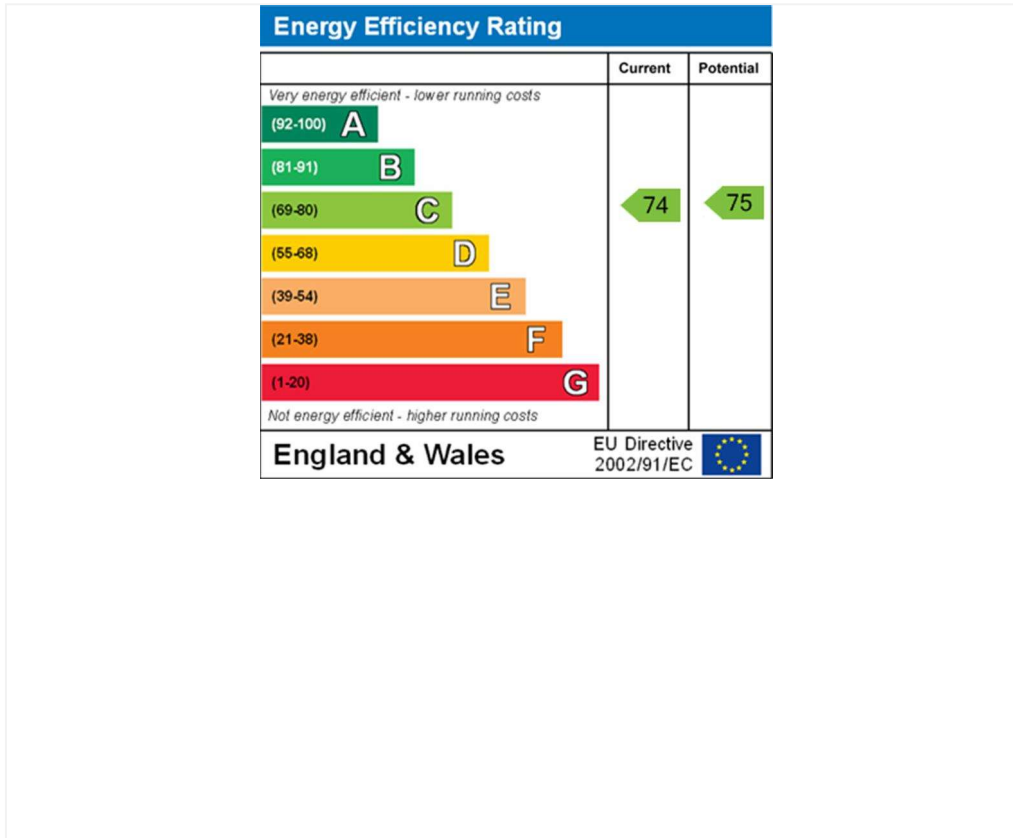 Energy Efficiency Rating
Current Potential
Very energy efficient - lower running costs
(92-100) A
(81-91) B
(69-80) C 74 75
(55-68) D
(39-54) E
(21-38) F
(1-20) G
Not energy efficient - higher running costs
England & Wales
EU Directive
2002/91/EC